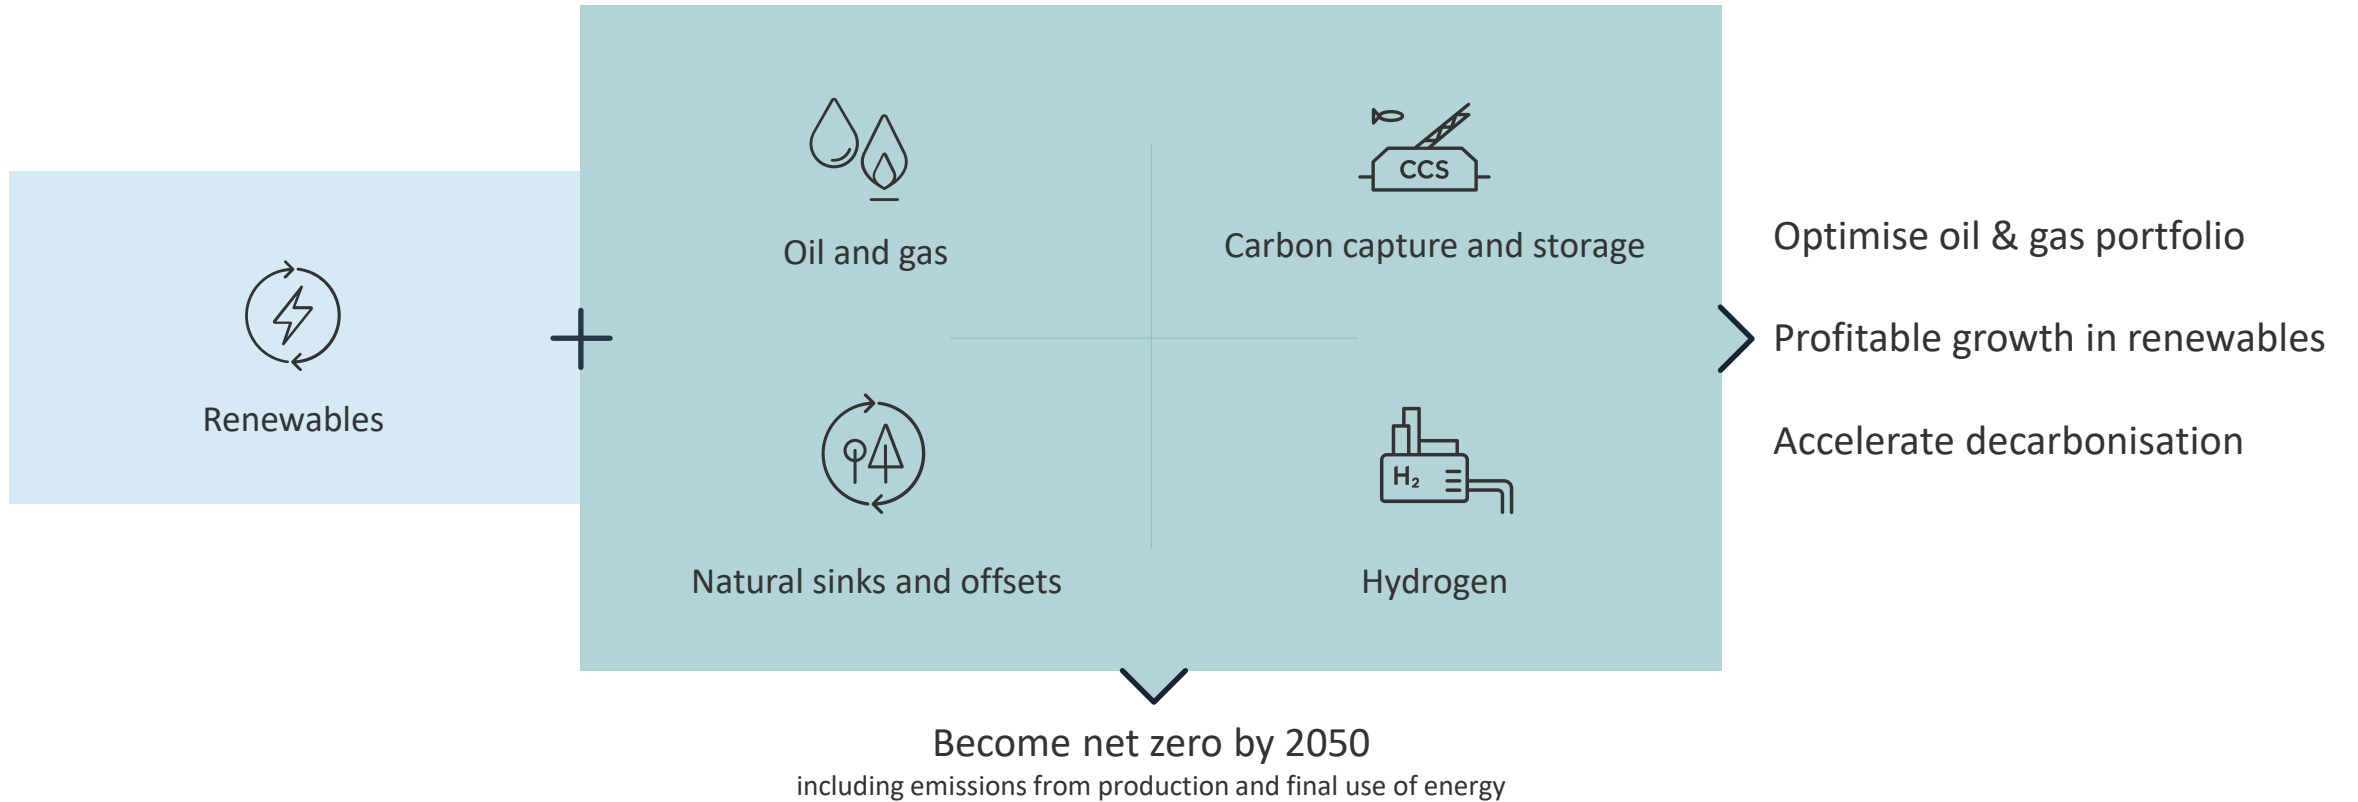 Renewables
Oil and gas
CCS
Carbon capture and storage
Natural sinks and offsets
H₂
Hydrogen
Optimise oil & gas portfolio
Profitable growth in renewables
Accelerate decarbonisation
Become net zero by 2050
including emissions from production and final use of energy